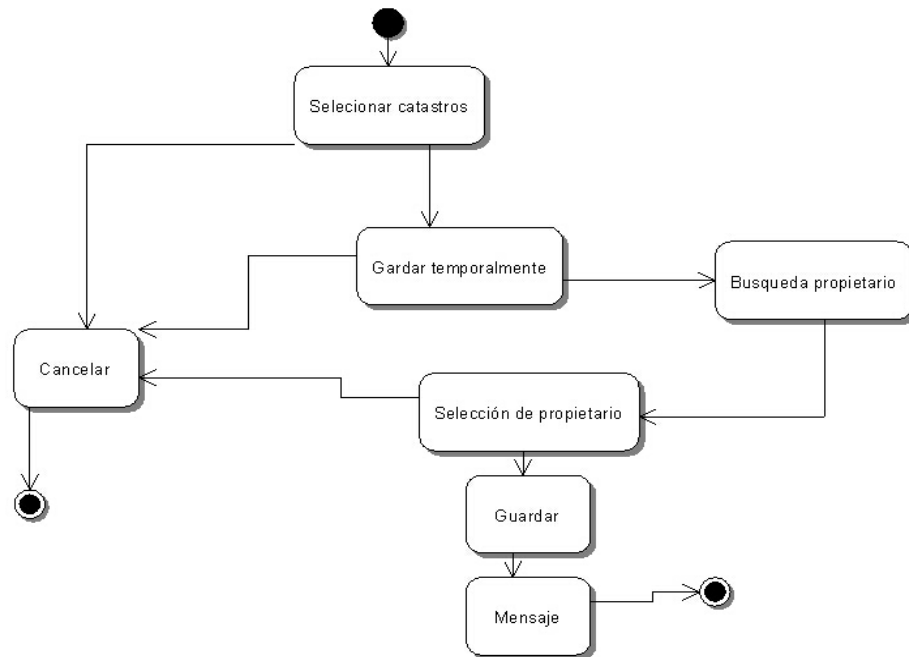 Selecionar catastros
Gardar temporalmente
Busqueda propietario
Cancelar
Selección de propietario
Guardar
Mensaje